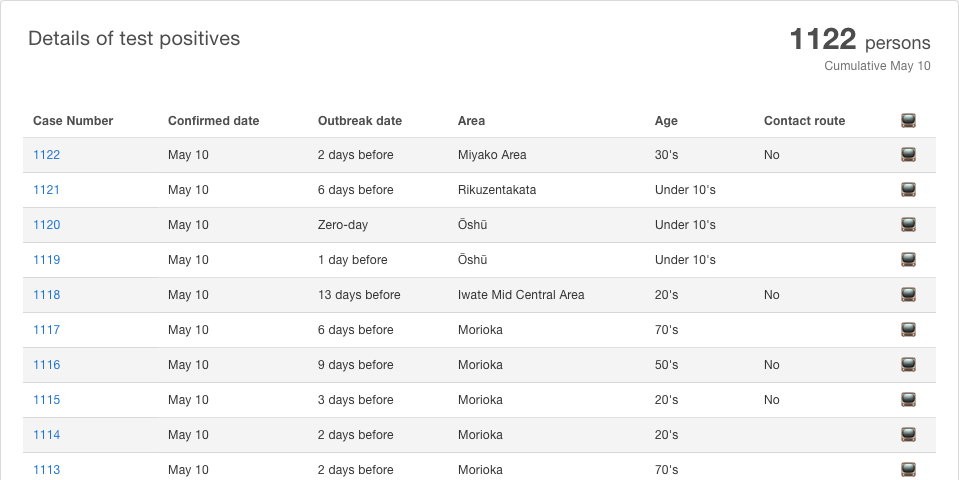 Details of test positives
1122 persons
Cumulative May 10
Case Number Confirmed date Outbreak date Area Age Contact route
1122 May 10 2 days before Miyako Area 30's No
1121 May 10 6 days before Rikuzentakata Under 10's
1120 May 10 Zero-day Ōshū Under 10's
1119 May 10 1 day before Ōshū Under 10's
1118 May 10 13 days before Iwate Mid Central Area 20's No
1117 May 10 6 days before Morioka 70's
1116 May 10 9 days before Morioka 50's No
1115 May 10 3 days before Morioka 20's No
1114 May 10 2 days before Morioka 20's
1113 May 10 2 days before Morioka 70's